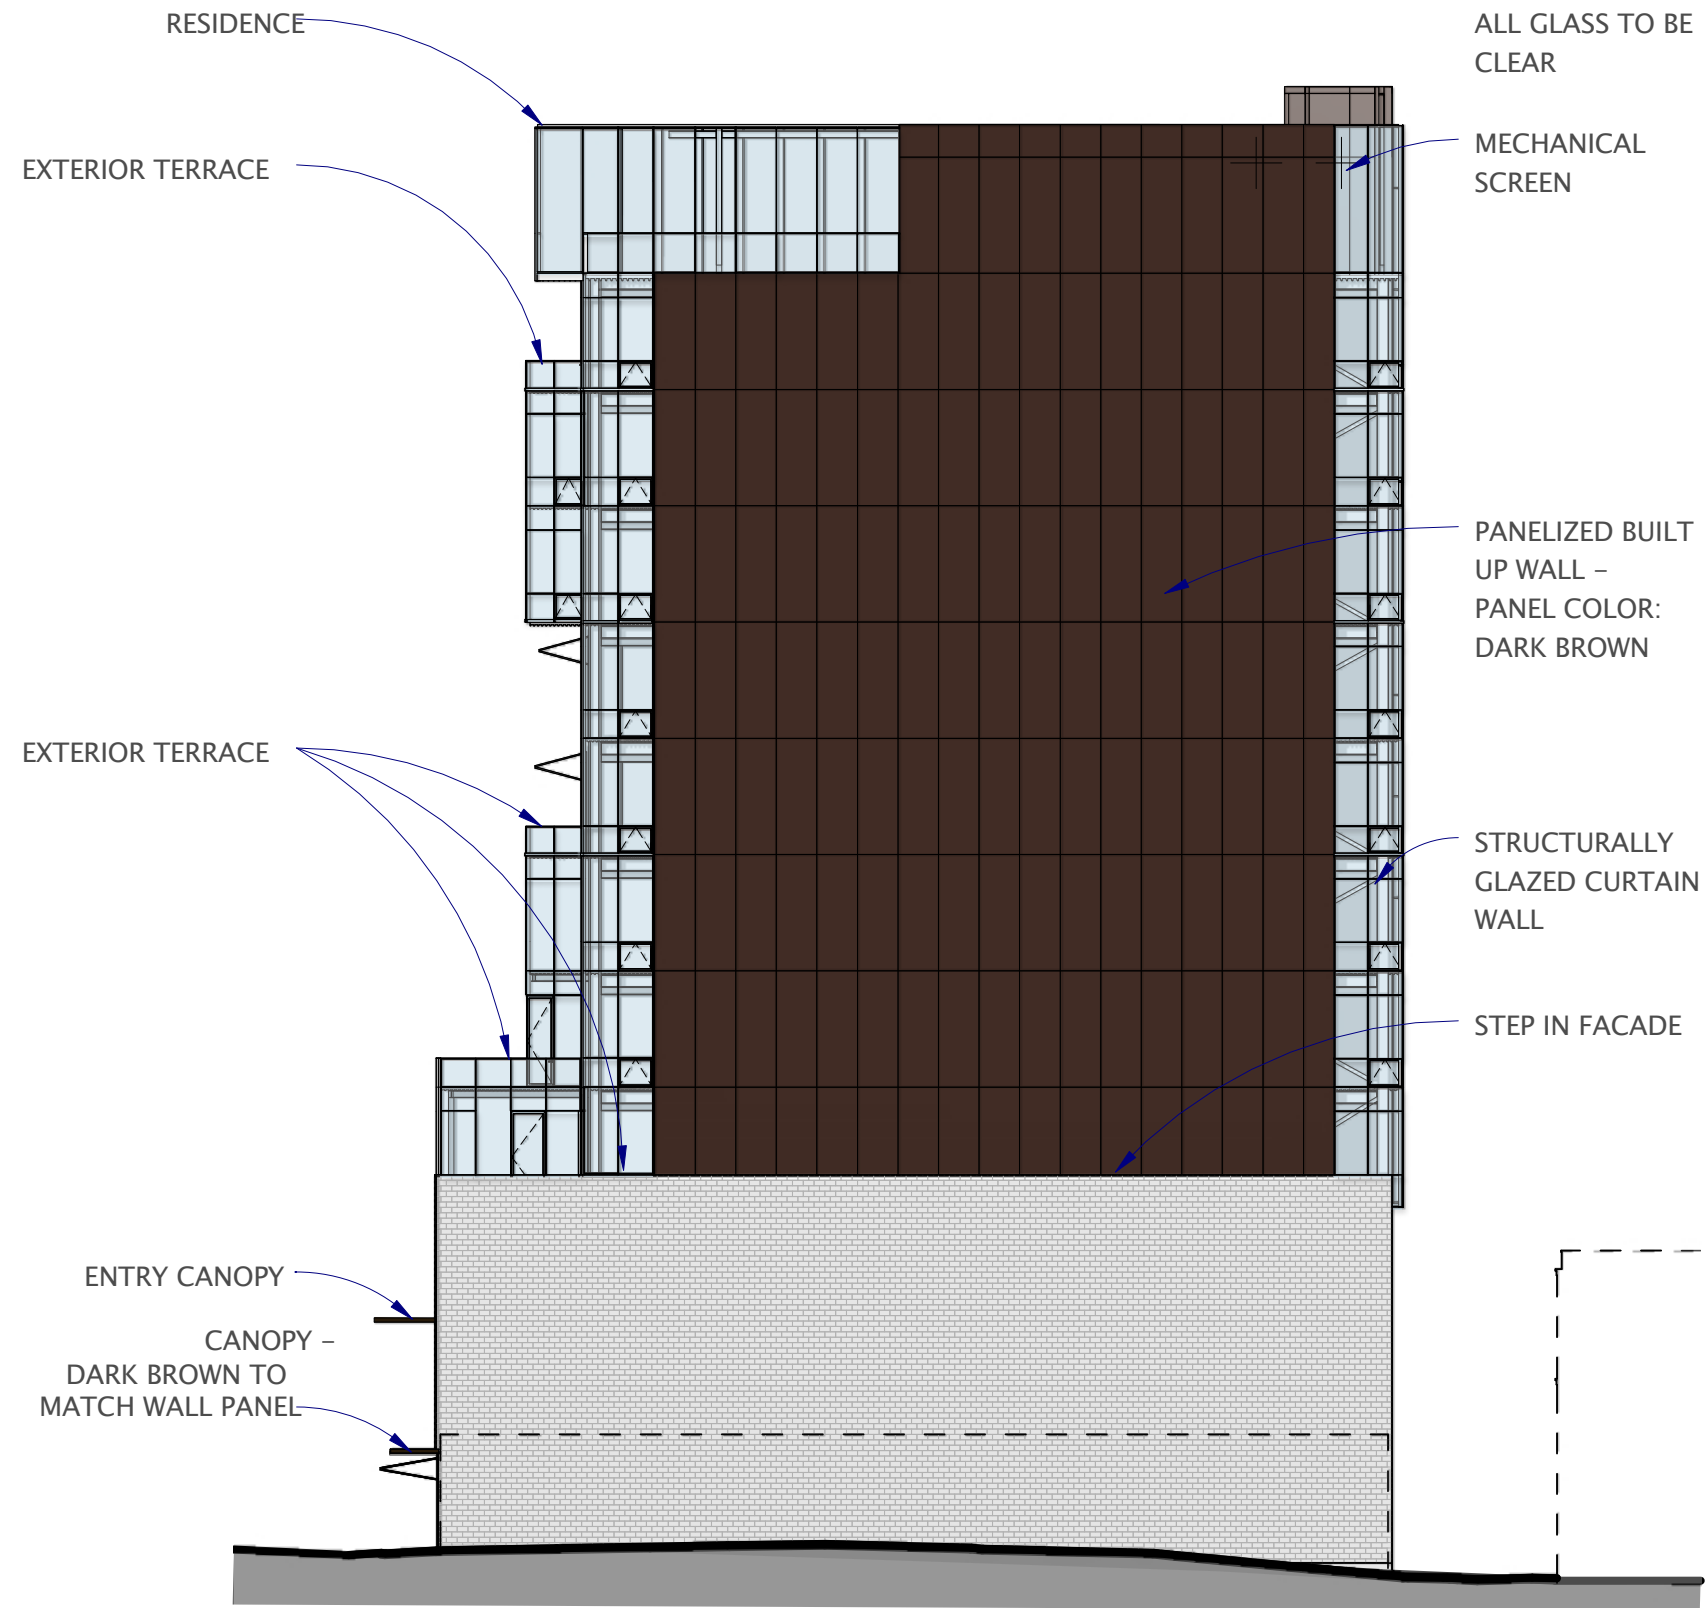 RESIDENCE
EXTERIOR TERRACE
EXTERIOR TERRACE
ENTRY CANOPY
CANOPY –
DARK BROWN TO
MATCH WALL PANEL
ALL GLASS TO BE
CLEAR
MECHANICAL
SCREEN
PANELIZED BUILT
UP WALL –
PANEL COLOR:
DARK BROWN
STRUCTURALLY
GLAZED CURTAIN
WALL
STEP IN FACADE